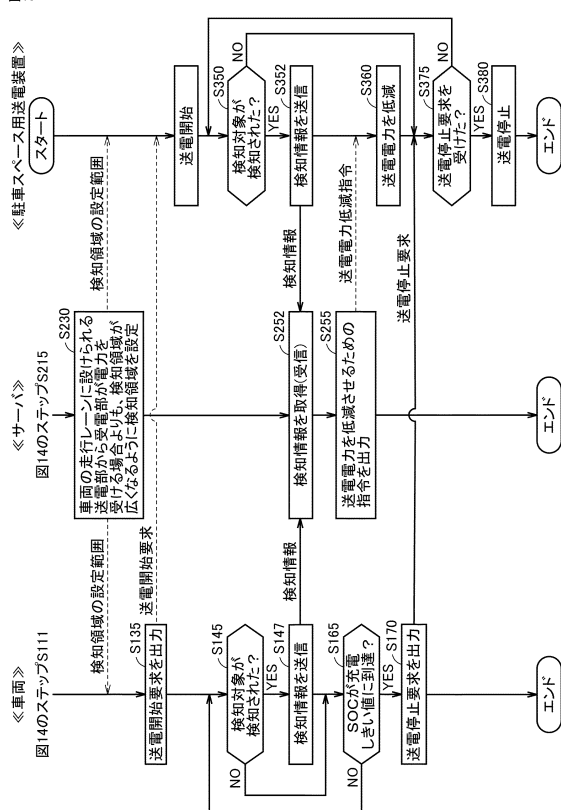 ≪車両≫
図14のステップS111
検知領域の設定範囲
S135
送電開始要求を出力
送電開始要求
S145
検知対象が
検知された?
NO
YES
S147
検知情報を送信
検知情報
S165
SOCが充電
しきい値に到達?
NO
YES
S170
送電停止要求を出力
送電停止要求
エンド
≪サーバ≫
図14のステップS215
S230
車両の走行レーンに設けられる
送電部から受電部が電力を
受ける場合よりも、検知領域が
広くなるように検知領域を設定
検知領域の設定範囲
S252
検知情報を取得(受信)
検知情報
S255
送電電力を低減させるための
指令を出力
送電電力低減指令
エンド
≪駐車スペース用送電装置≫
スタート
送電開始
S350
検知対象が
検知された?
NO
YES
S352
検知情報を送信
S360
送電電力を低減
S375
送電停止要求を
受けた?
NO
YES
S380
送電停止
エンド